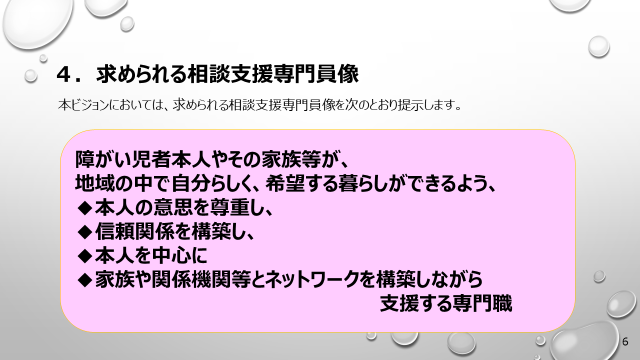 ４．求められる相談支援専門員像
本ビジョンにおいては、求められる相談支援専門員像を次のとおり提示します。
障がい児者本人やその家族等が、
地域の中で自分らしく、希望する暮らしができるよう、
◆本人の意思を尊重し、
◆信頼関係を構築し、
◆本人を中心に
◆家族や関係機関等とネットワークを構築しながら
支援する専門職
6